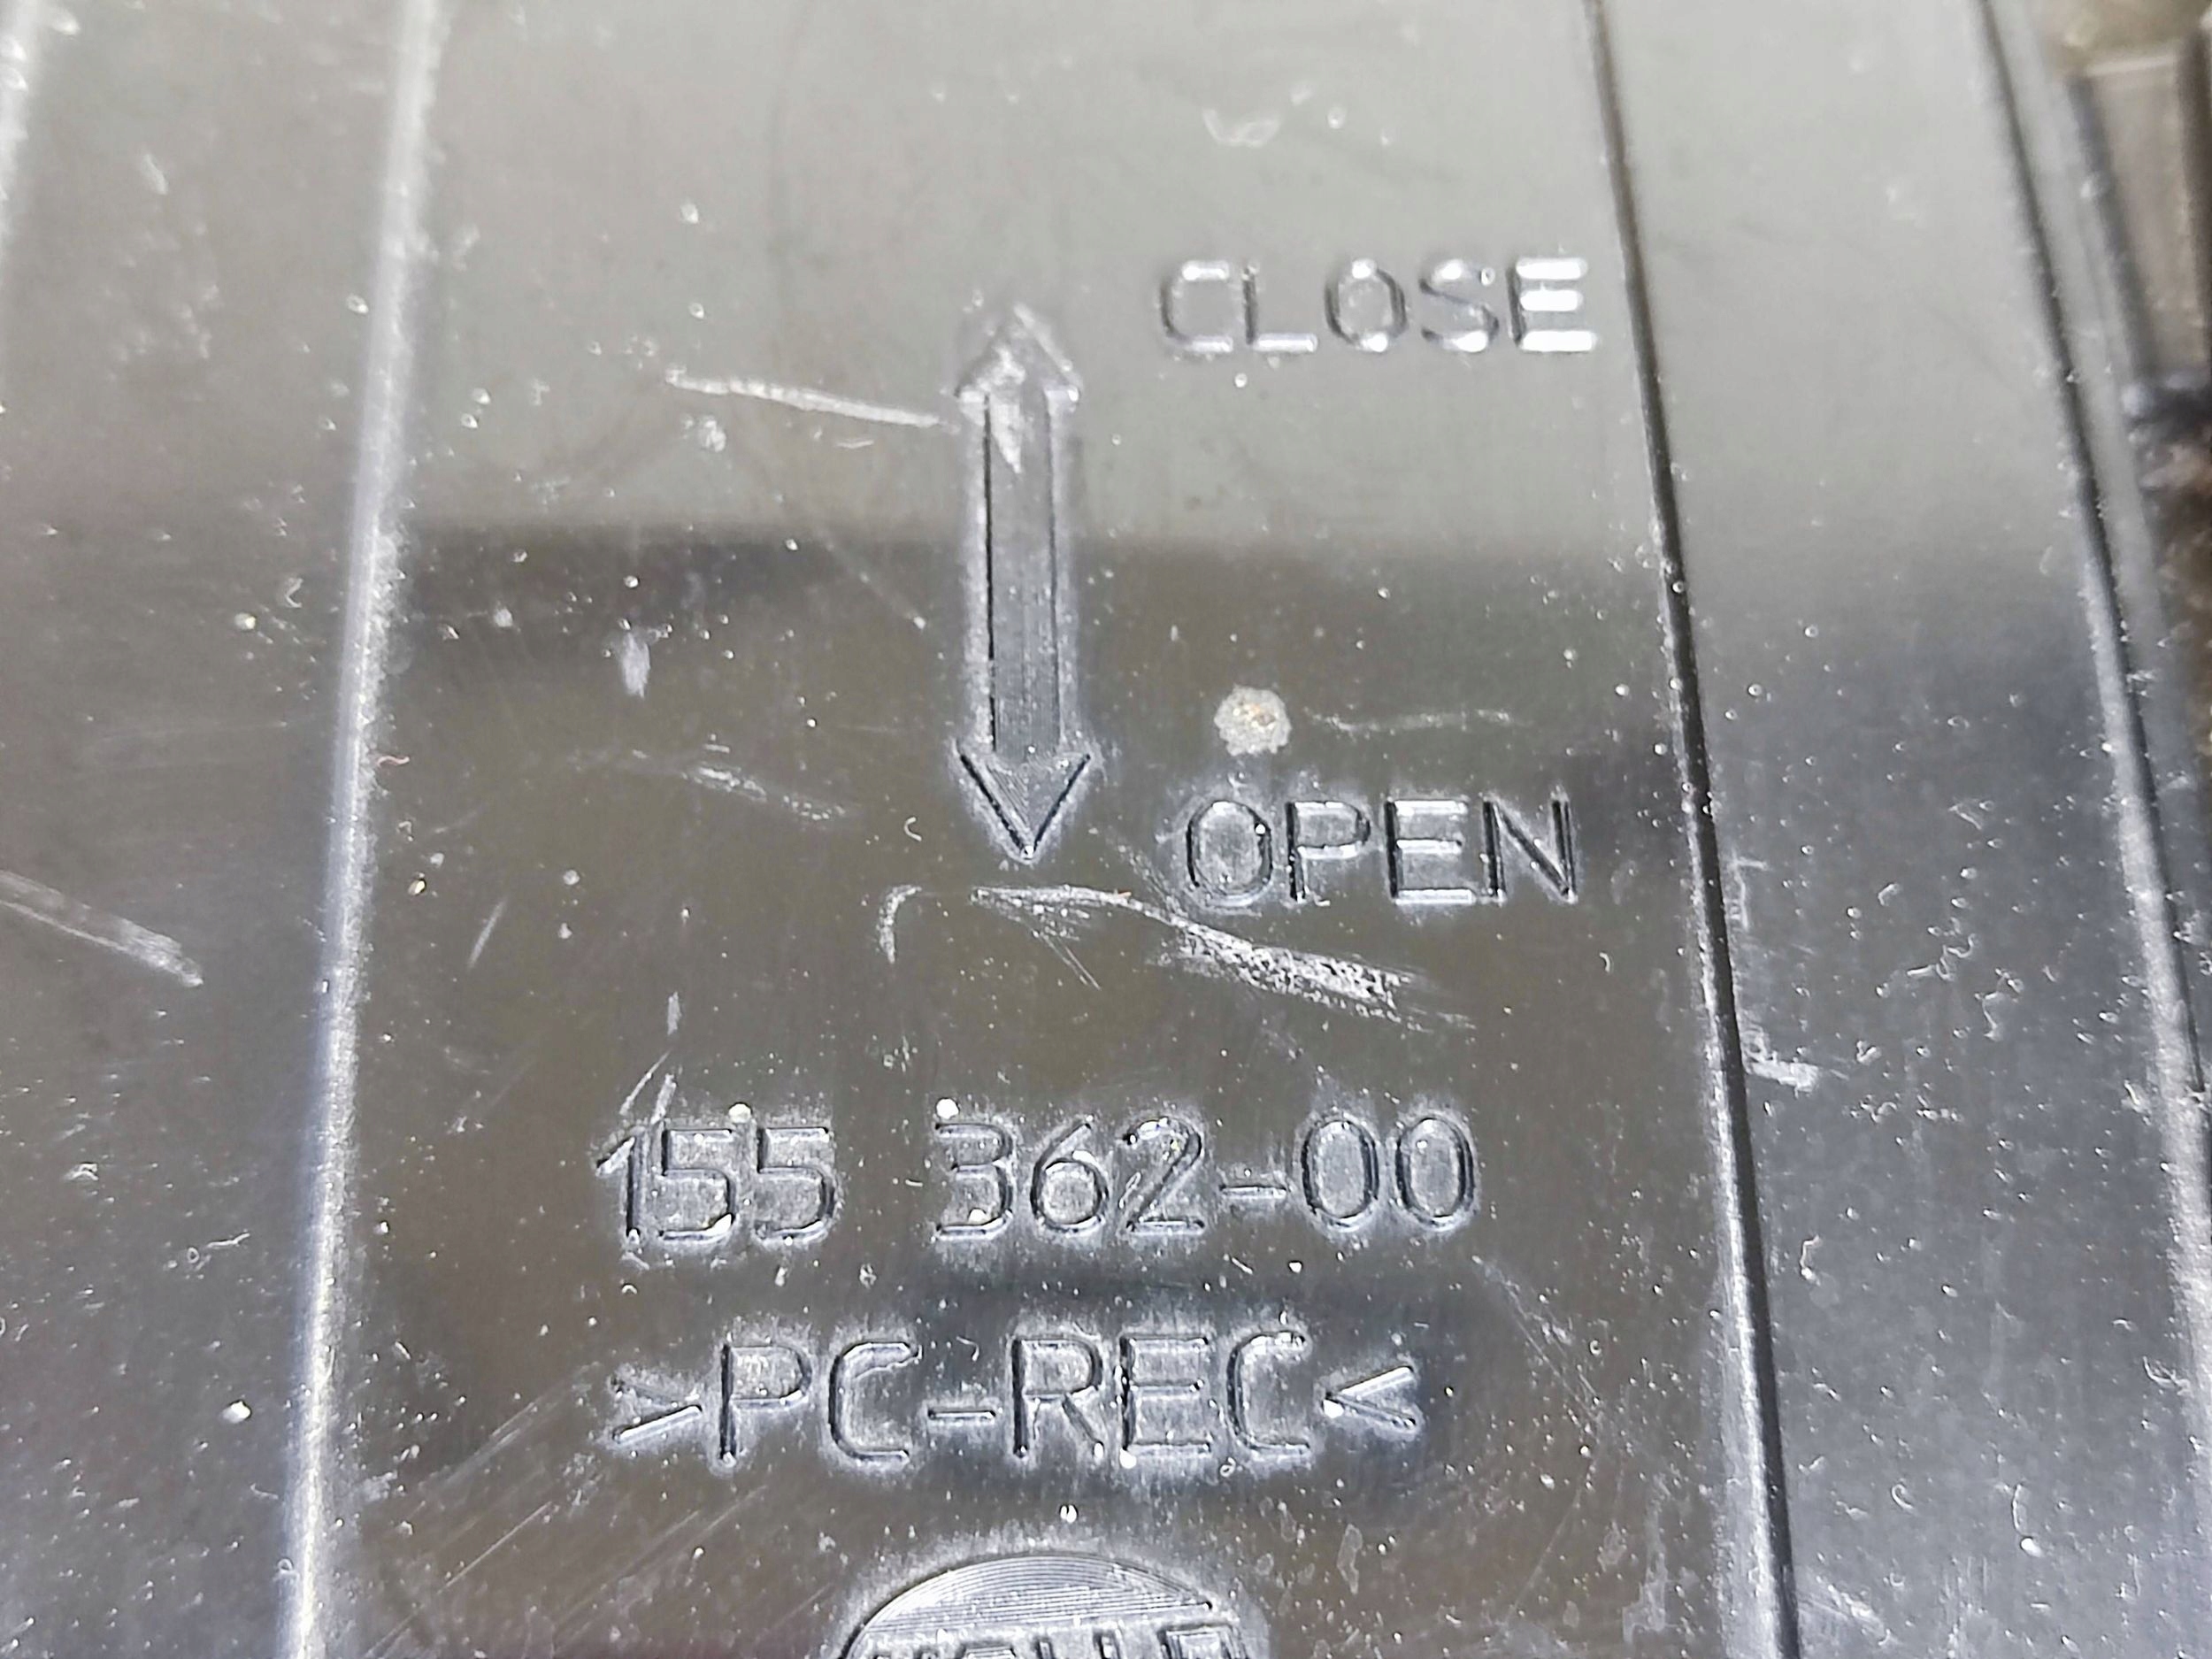 CLOSE
OPEN
155 362-00
>PC-REC<